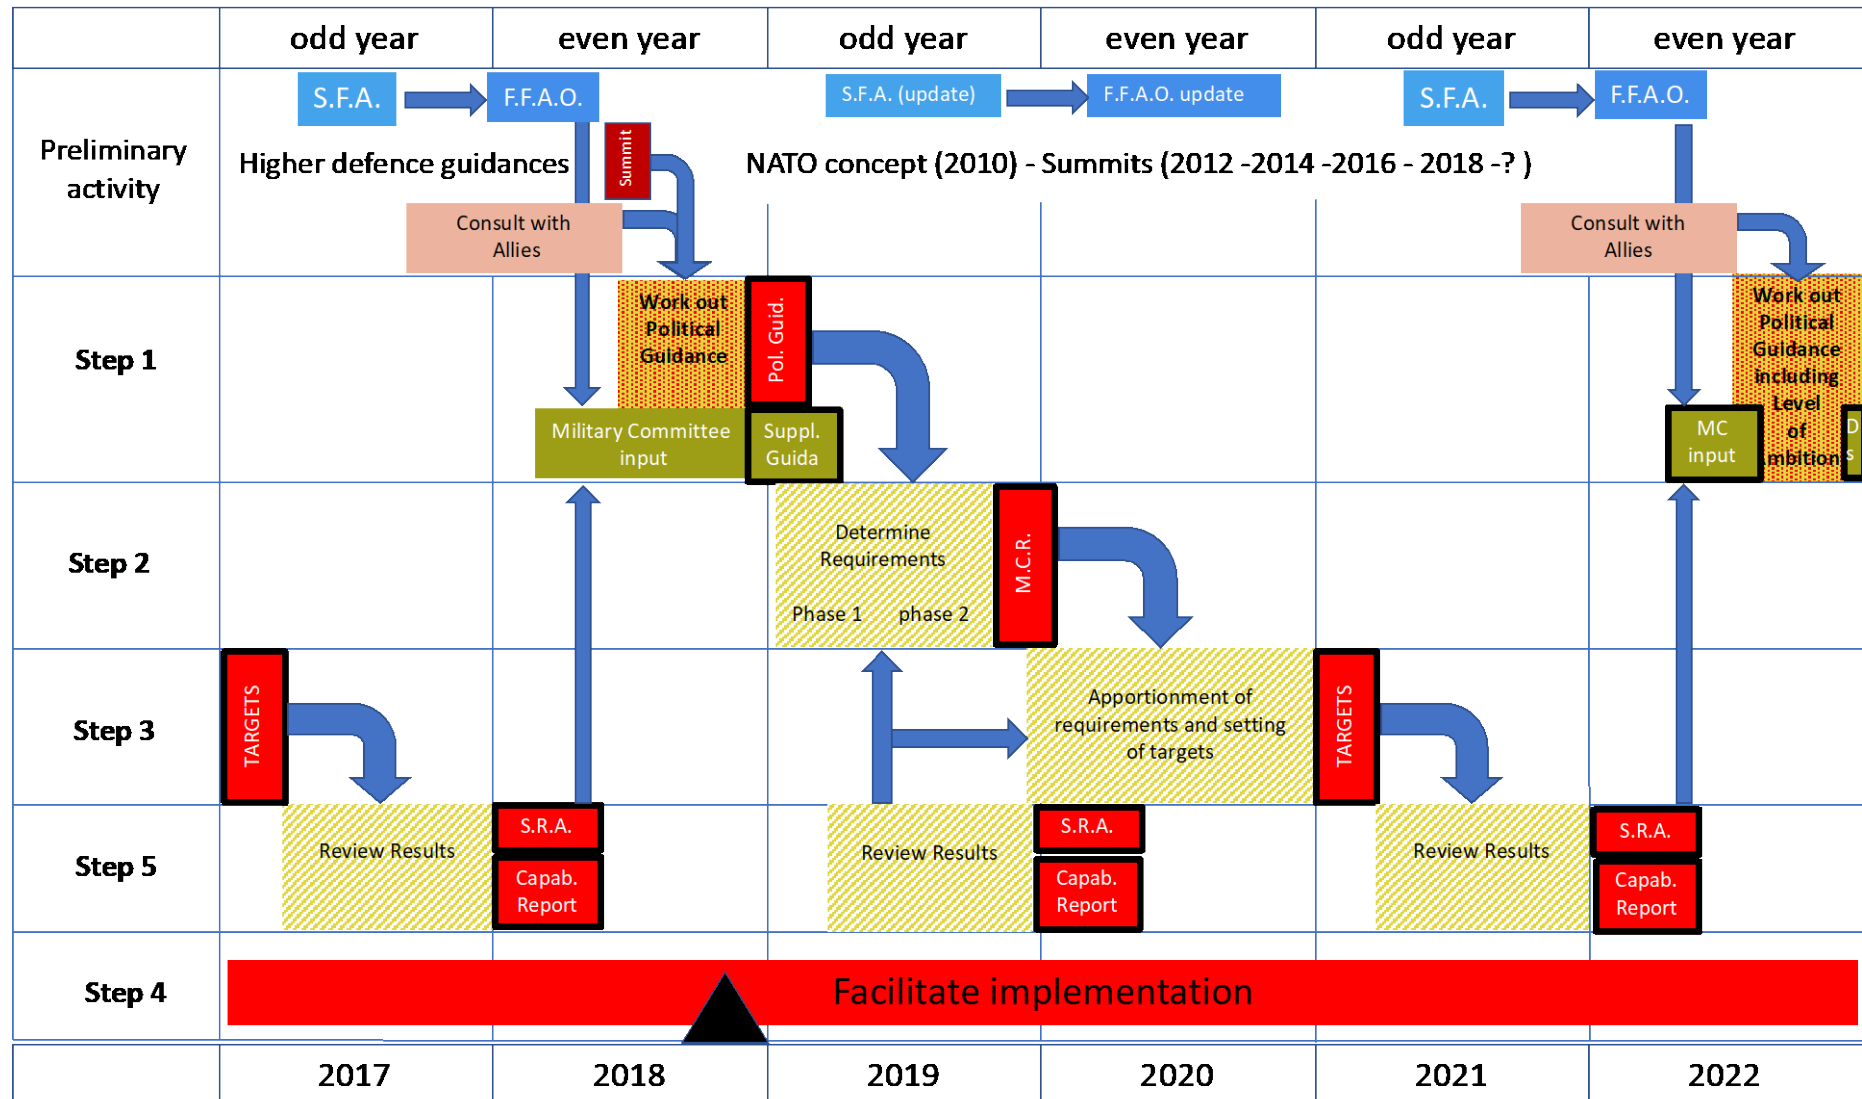 odd year
even year
odd year
even year
odd year
even year
Preliminary
activity
S.F.A.
F.F.A.O.
S.F.A. (update)
F.F.A.O. update
S.F.A.
F.F.A.O.
Summit
Higher defence guidances
NATO concept (2010) - Summits (2012 -2014 -2016 - 2018 -? )
Consult with
Allies
Consult with
Allies
Step 1
Work out
Political
Guidance
Pol. Guid.
Military Committee
input
Suppl.
Guida
MC
input
Work out
Political
Guidance
including
Level
of
mbition
D
s
Step 2
Determine
Requirements
Phase 1
phase 2
M.C.R.
Step 3
TARGETS
Apportionment of
requirements and setting
of targets
TARGETS
Step 5
Review Results
S.R.A.
Capab.
Report
Review Results
S.R.A.
Capab.
Report
Review Results
S.R.A.
Capab.
Report
Step 4
Facilitate implementation
2017
2018
2019
2020
2021
2022